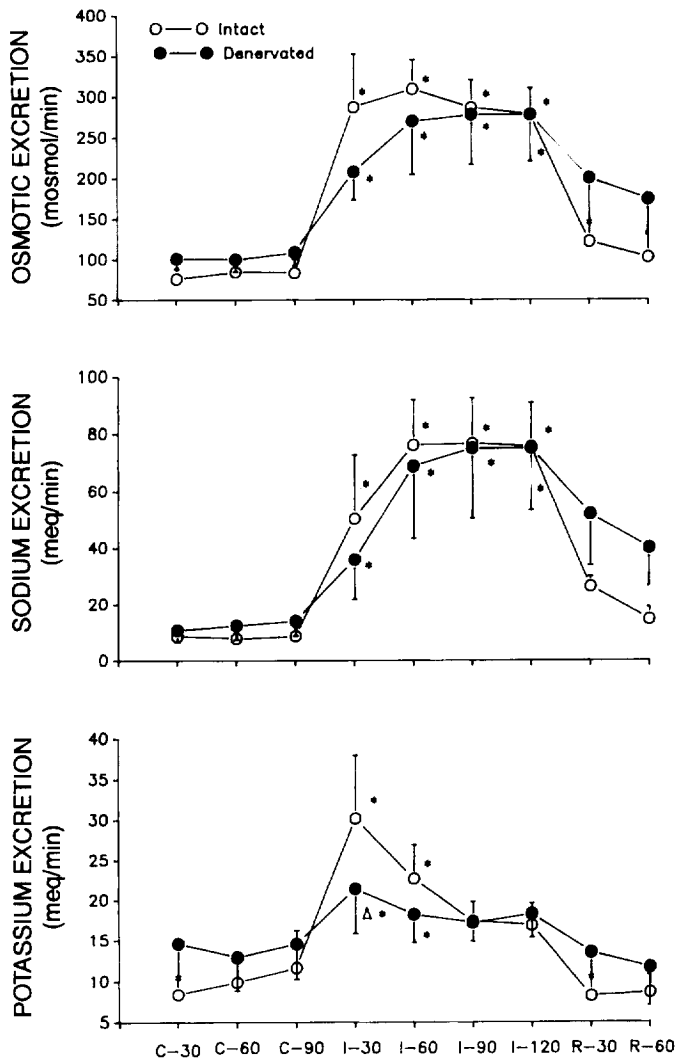 OSMOTIC EXCRETION
(mosmol/min)
400
350
300
250
200
150
100
50
Intact
Denervated
* * * *
* * * *
*
SODIUM EXCRETION
(meq/min)
100
80
60
40
20
0
* * * *
* * * *
POTASSIUM EXCRETION
(meq/min)
40
35
30
25
20
15
10
5
* *
Δ * *
* *
C-30 C-60 C-90 I-30 I-60 I-90 I-120 R-30 R-60